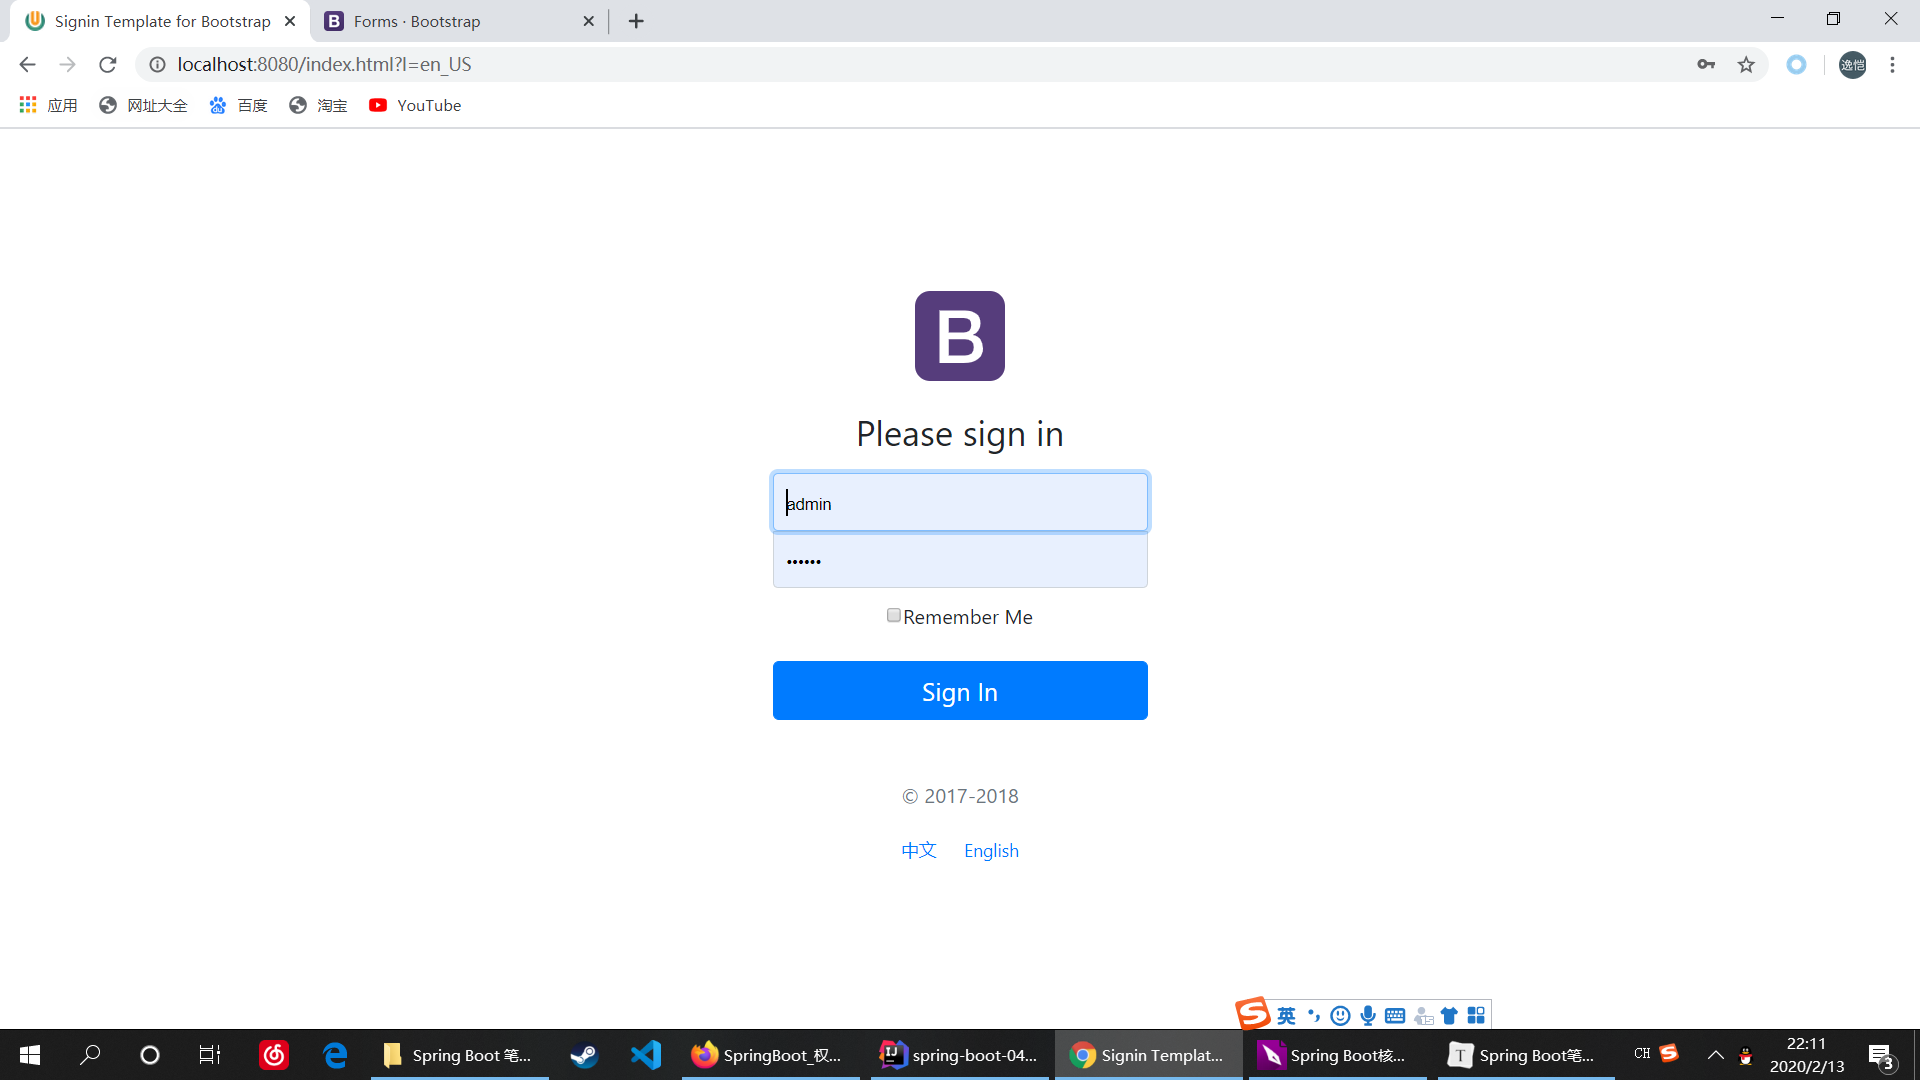 Signin Template for Bootstrap
Forms · Bootstrap
localhost:8080/index.html?l=en_US
逸恺
应用
网址大全
百度
淘宝
YouTube
B
Please sign in
admin
••••••
Remember Me
Sign In
© 2017-2018
中文 English
英
Spring Boot 笔...
SpringBoot_权...
spring-boot-04...
Signin Templat...
Spring Boot核...
Spring Boot笔...
CH
22:11
2020/2/13
3